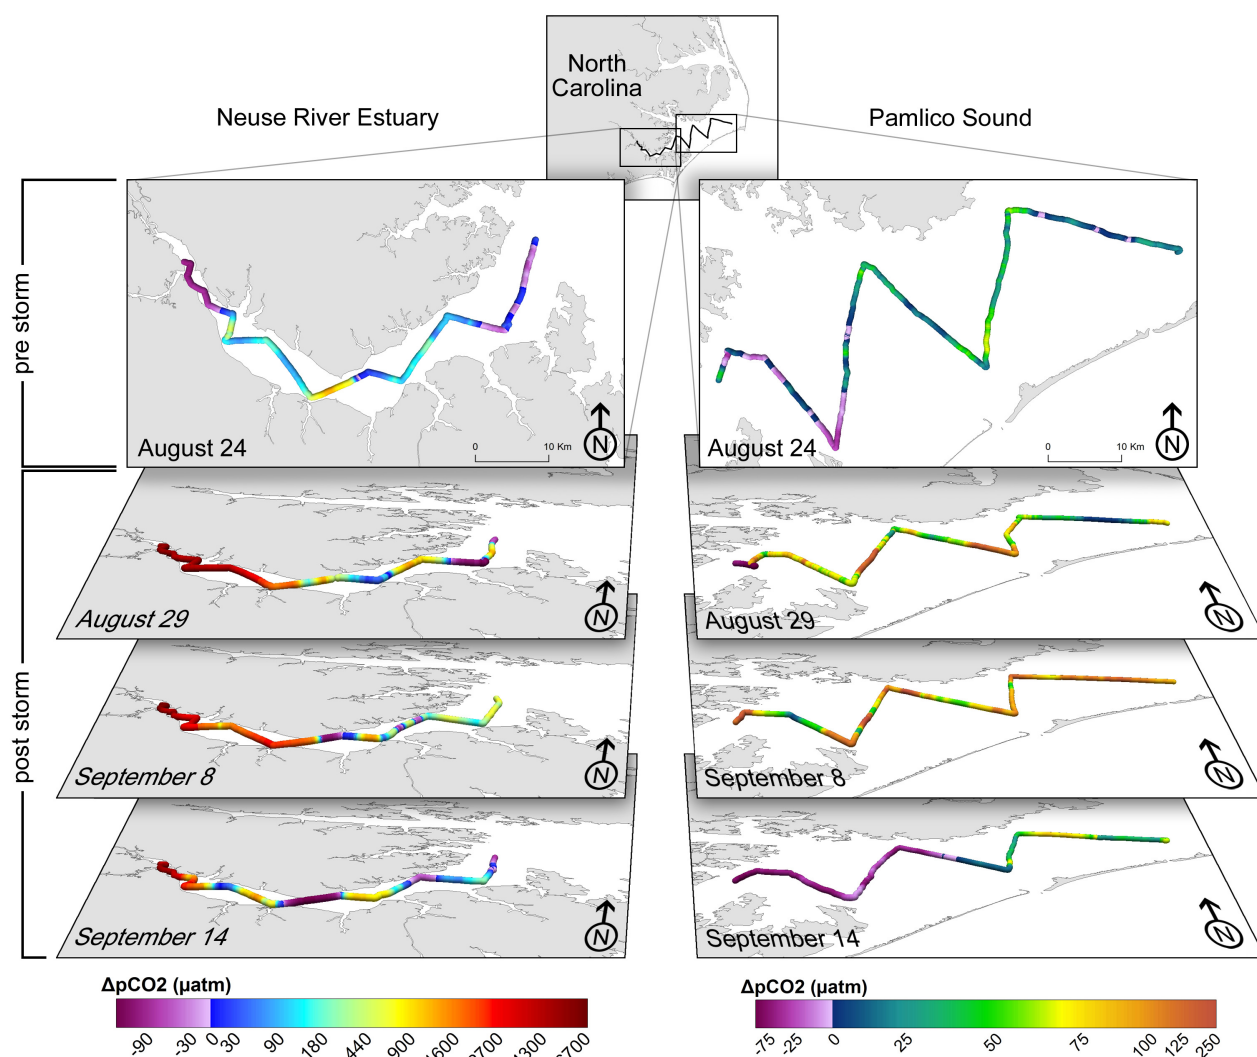 North
Carolina
Neuse River Estuary
Pamlico Sound
pre storm
August 24
0 10 Km
N
August 24
0 10 Km
N
post storm
August 29
N
August 29
N
September 8
N
September 8
N
September 14
N
September 14
N
ΔpCO2 (µatm)
-90 -30 0 30 90 180 440 900
ΔpCO2 (µatm)
-75 -25 0 25 50 75 100 125 250